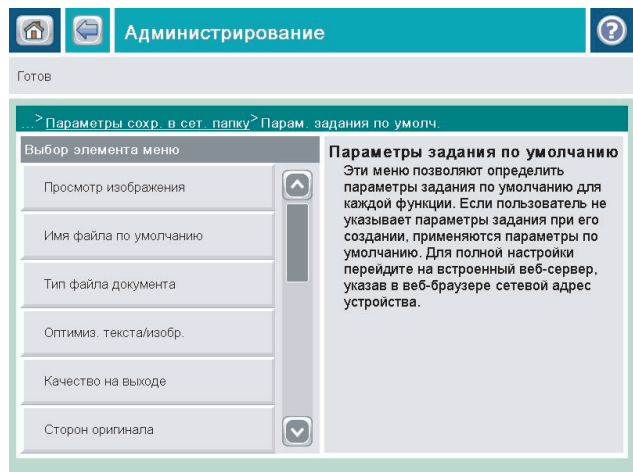 Администрирование
Готов
...>Параметры сохр. в сет. папку>Парам. задания по умолч.
Выбор элемента меню
Просмотр изображения
Имя файла по умолчанию
Тип файла документа
Оптимиз. текста/изобр.
Качество на выходе
Сторон оригинала
Параметры задания по умолчанию
Эти меню позволяют определить
параметры задания по умолчанию для
каждой функции. Если пользователь не
указывает параметры задания при его
создании, применяются параметры по
умолчанию. Для полной настройки
перейдите на встроенный веб-сервер,
указав в веб-браузере сетевой адрес
устройства.